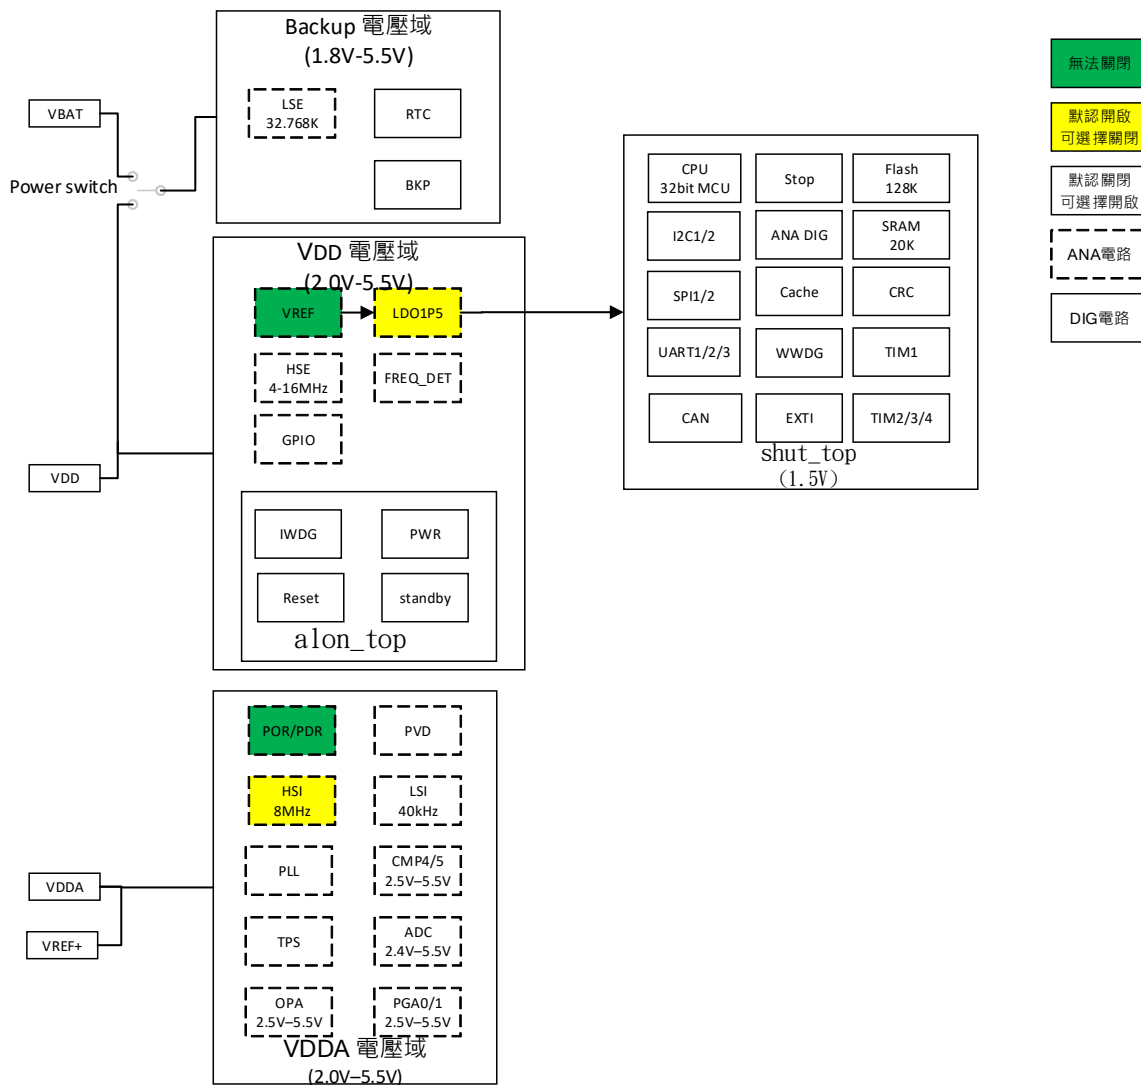 Backup 電壓域
(1.8V-5.5V)
LSE
32.768K
RTC
BKP
VBAT
Power switch
VDD
VDD 電壓域
(2.0V-5.5V)
VREF
LDO1P5
HSE
4-16MHz
FREQ_DET
GPIO
IWDG
PWR
Reset
standby
alon_top
CPU
32bit MCU
Stop
Flash
128K
I2C1/2
ANA DIG
SRAM
20K
SPI1/2
Cache
CRC
UART1/2/3
WWDG
TIM1
CAN
EXTI
TIM2/3/4
shut_top
(1.5V)
VDDA
VREF+
POR/PDR
PVD
HSI
8MHz
LSI
40kHz
PLL
CMP4/5
2.5V–5.5V
TPS
ADC
2.4V–5.5V
OPA
2.5V–5.5V
PGA0/1
2.5V–5.5V
VDDA 電壓域
(2.0V–5.5V)
無法關閉
默認開啟
可選擇關閉
默認關閉
可選擇開啟
ANA電路
DIG電路